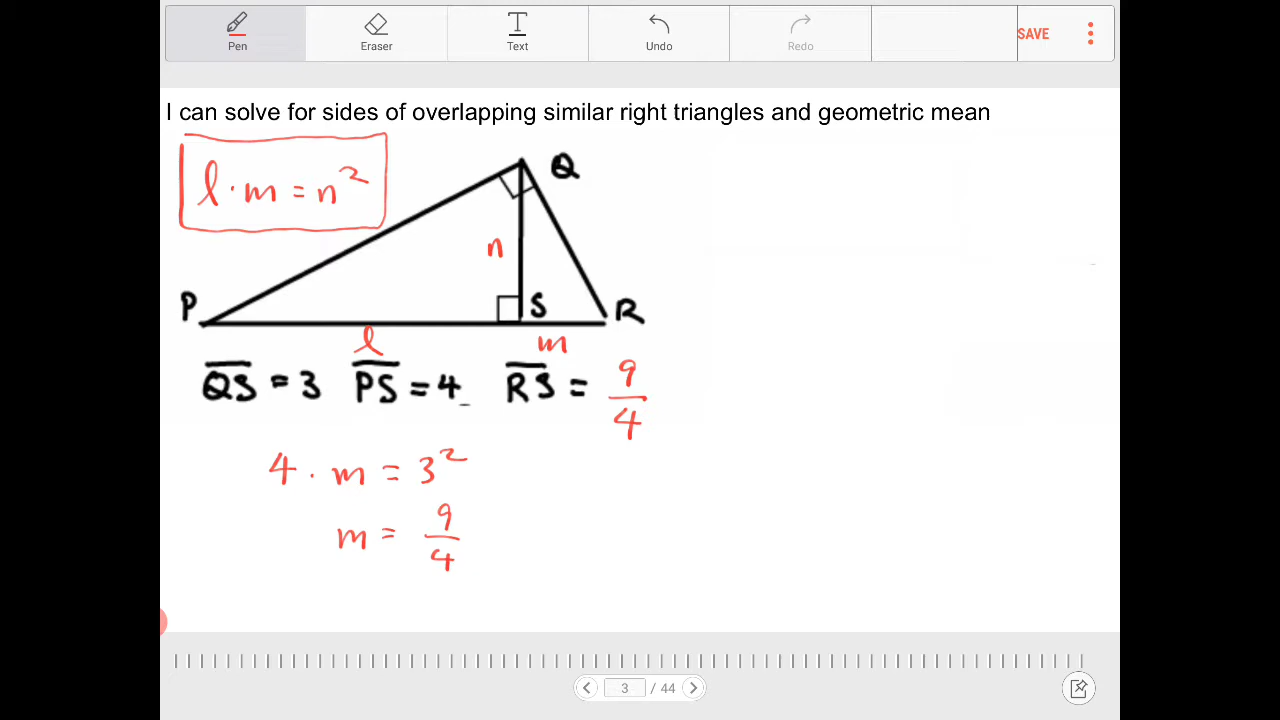 Pen Eraser Text Undo Redo SAVE
I can solve for sides of overlapping similar right triangles and geometric mean
l · m = n²
Q
n
P S R
l m
QS = 3 PS = 4 RS = 9/4
4 · m = 3²
m = 9/4
3 / 44